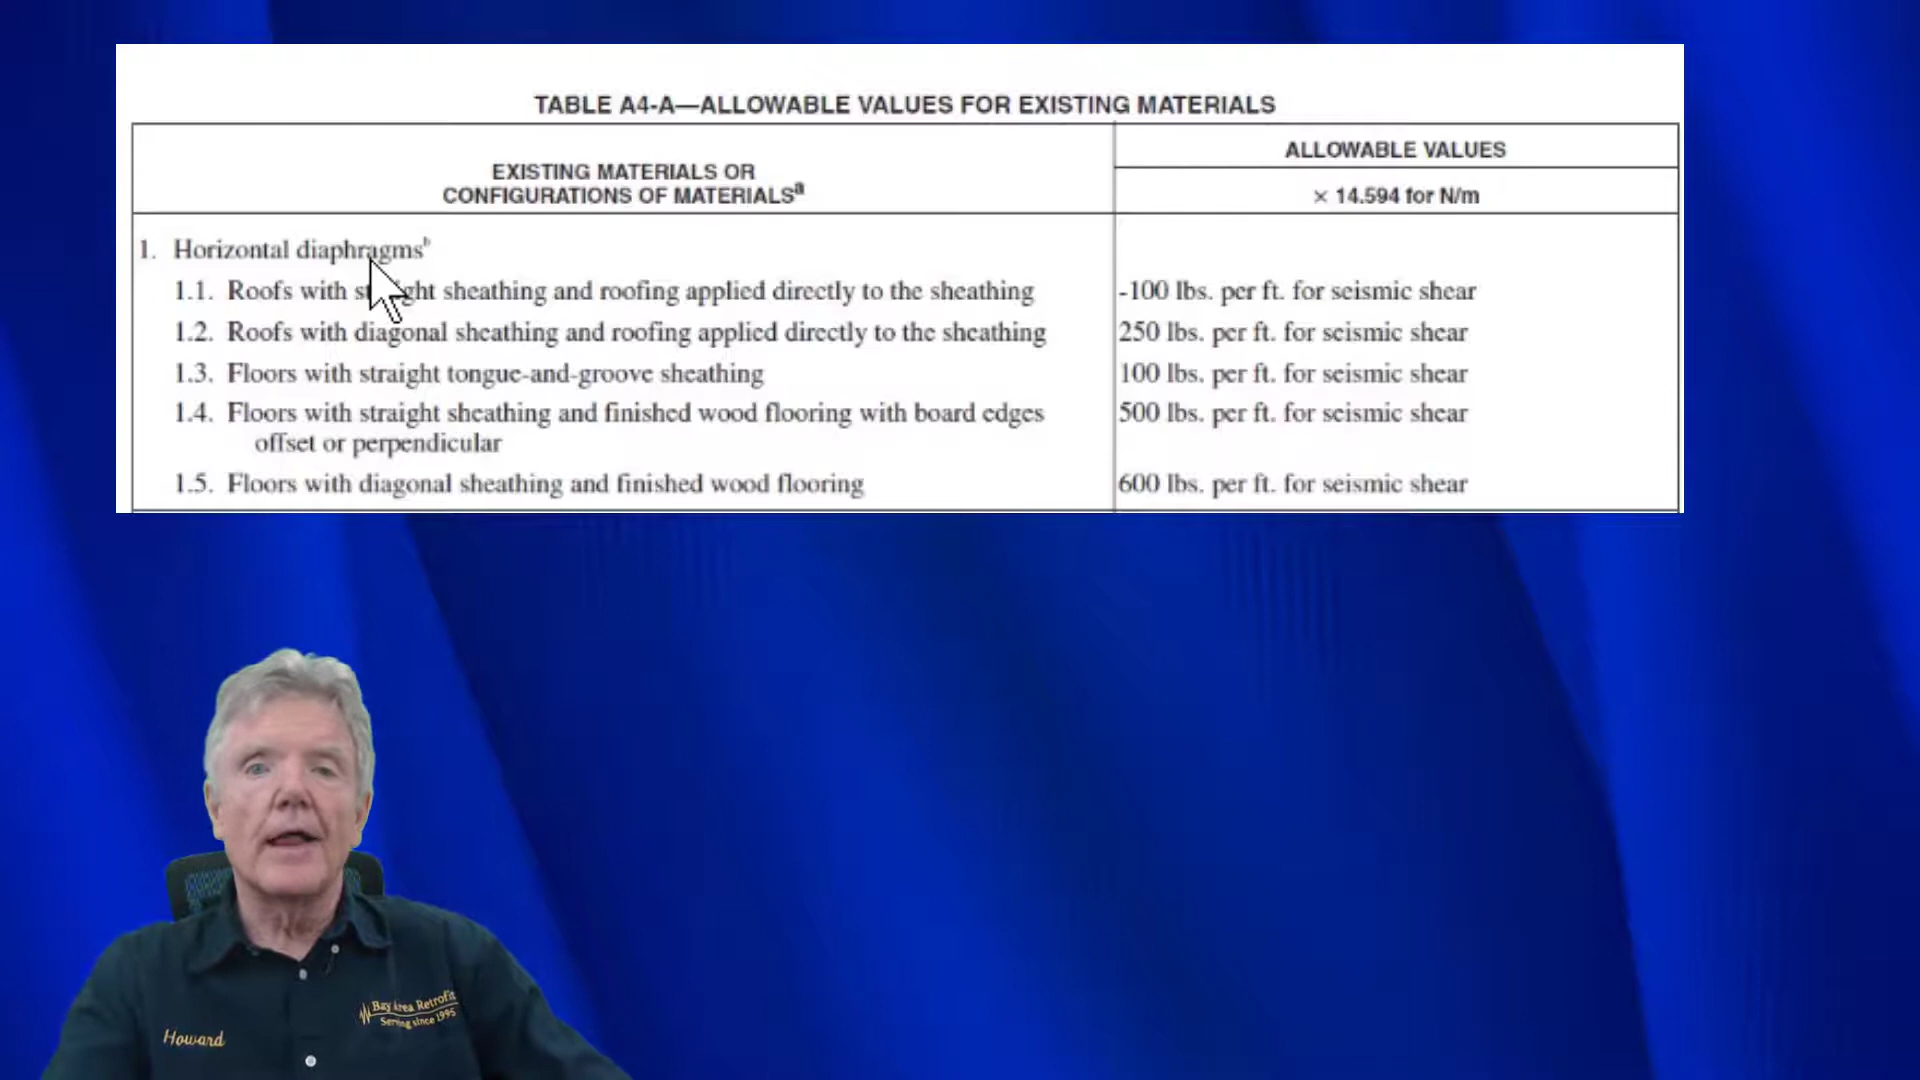 TABLE A4-A—ALLOWABLE VALUES FOR EXISTING MATERIALS
EXISTING MATERIALS OR
CONFIGURATIONS OF MATERIALSᵃ
ALLOWABLE VALUES
× 14.594 for N/m
1. Horizontal diaphragmsᵇ
1.1. Roofs with straight sheathing and roofing applied directly to the sheathing
-100 lbs. per ft. for seismic shear
1.2. Roofs with diagonal sheathing and roofing applied directly to the sheathing
250 lbs. per ft. for seismic shear
1.3. Floors with straight tongue-and-groove sheathing
100 lbs. per ft. for seismic shear
1.4. Floors with straight sheathing and finished wood flooring with board edges
offset or perpendicular
500 lbs. per ft. for seismic shear
1.5. Floors with diagonal sheathing and finished wood flooring
600 lbs. per ft. for seismic shear
Howard
Bay Area Retrofit
Serving since 1995